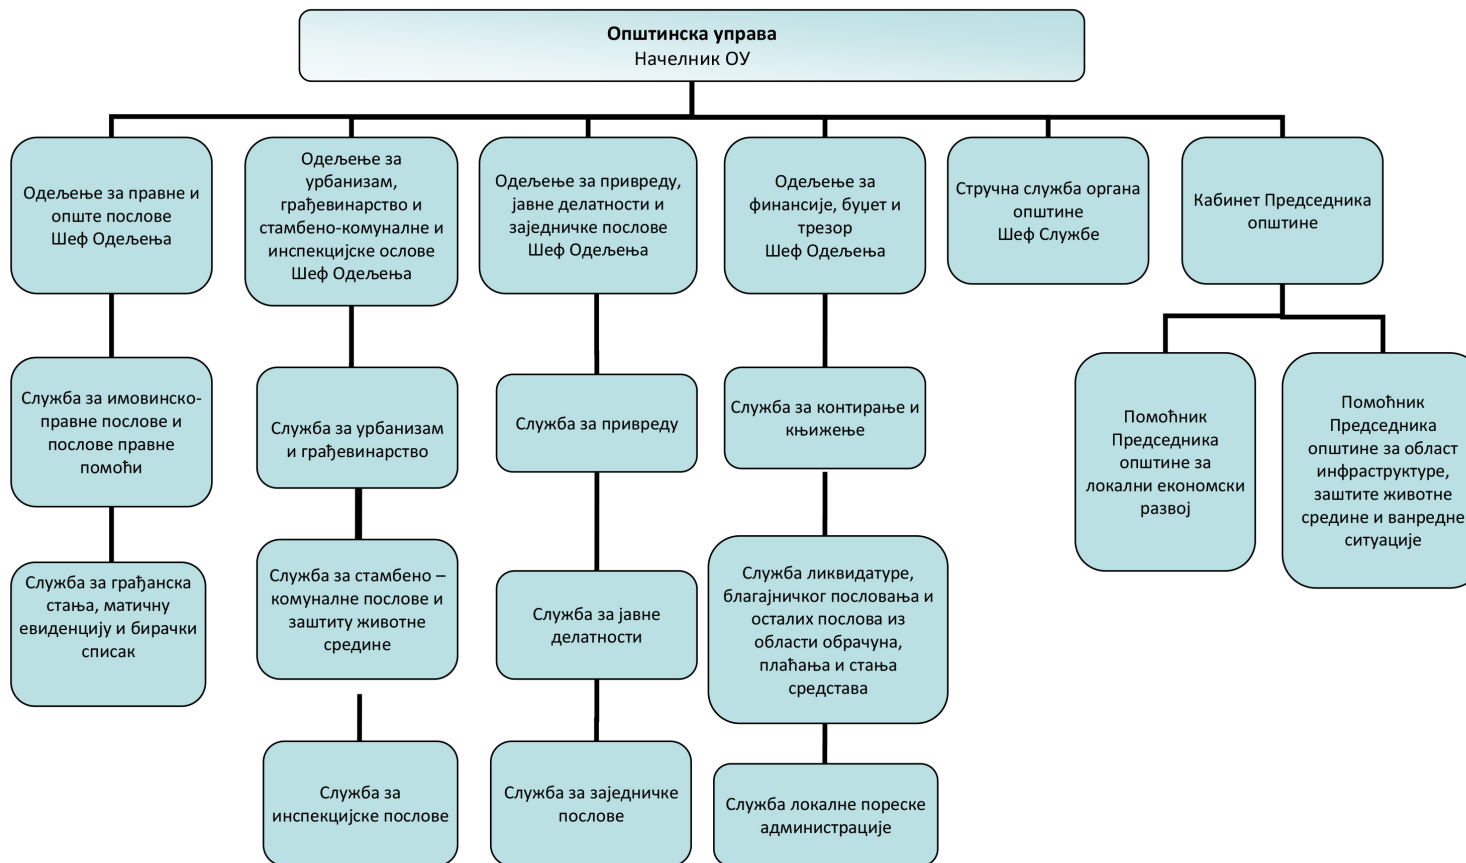 Општинска управа
Начелник ОУ
Одељење за правне и
опште послове
Шеф Одељења
Одељење за
урбанизам,
грађевинарство и
стамбено-комуналне и
инспекцијске ослове
Шеф Одељења
Одељење за привреду,
јавне делатности и
заједничке послове
Шеф Одељења
Одељење за
финансије, буџет и
трезор
Шеф Одељења
Стручна служба органа
општине
Шеф Службе
Кабинет Председника
општине
Служба за имовинско-
правне послове и
послове правне
помоћи
Служба за урбанизам
и грађевинарство
Служба за привреду
Служба за контирање и
књижење
Помоћник
Председника
општине за
локални економски
развој
Помоћник
Председника
општине за област
инфраструктуре,
заштите животне
средине и ванредне
ситуације
Служба за грађанска
стања, матичну
евиденцију и бирачки
списак
Служба за стамбено –
комуналне послове и
заштиту животне
средине
Служба за јавне
делатности
Служба ликвидатуре,
благајничког пословања и
осталих послова из
области обрачуна,
плаћања и стања
средстава
Служба за
инспекцијске послове
Служба за заједничке
послове
Служба локалне пореске
администрације